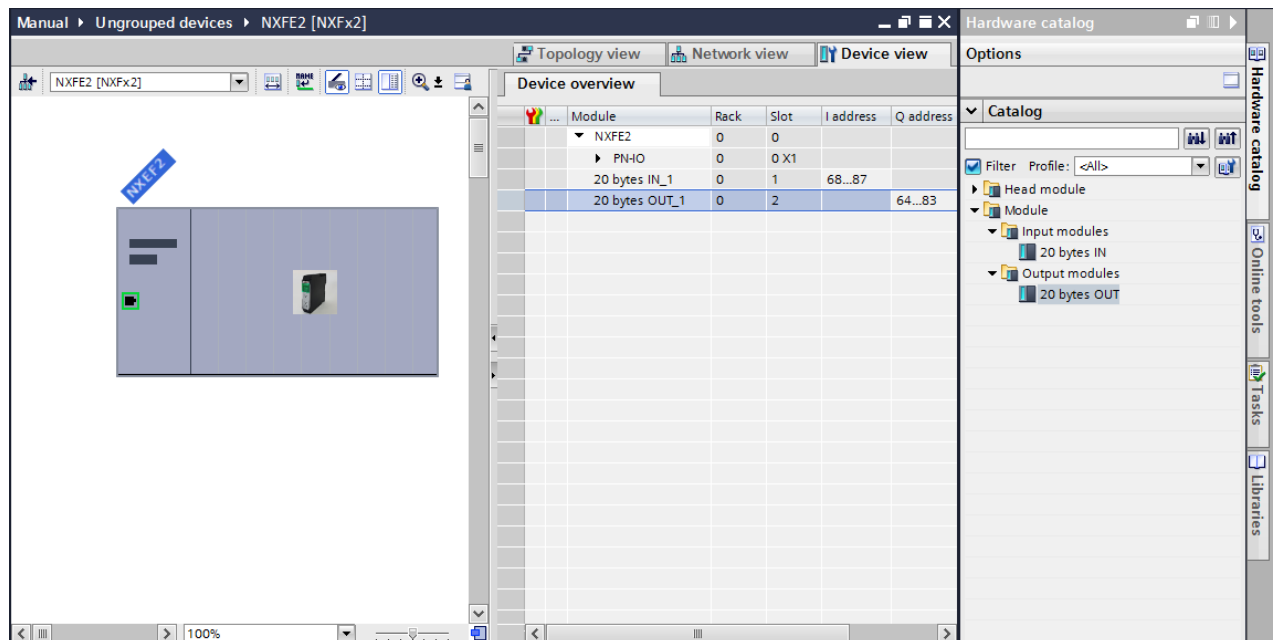 Manual ▸ Ungrouped devices ▸ NXFE2 [NXFx2]
Topology view Network view Device view
NXFE2 [NXFx2]
Device overview
... Module Rack Slot I address Q address
NXFE2 0 0
PN-IO 0 0 X1
20 bytes IN_1 0 1 68...87
20 bytes OUT_1 0 2 64...83
NXEF2
100%
Hardware catalog
Options
Catalog
Filter Profile: <All>
Head module
Module
Input modules
20 bytes IN
Output modules
20 bytes OUT
Hardware catalog
Online tools
Tasks
Libraries